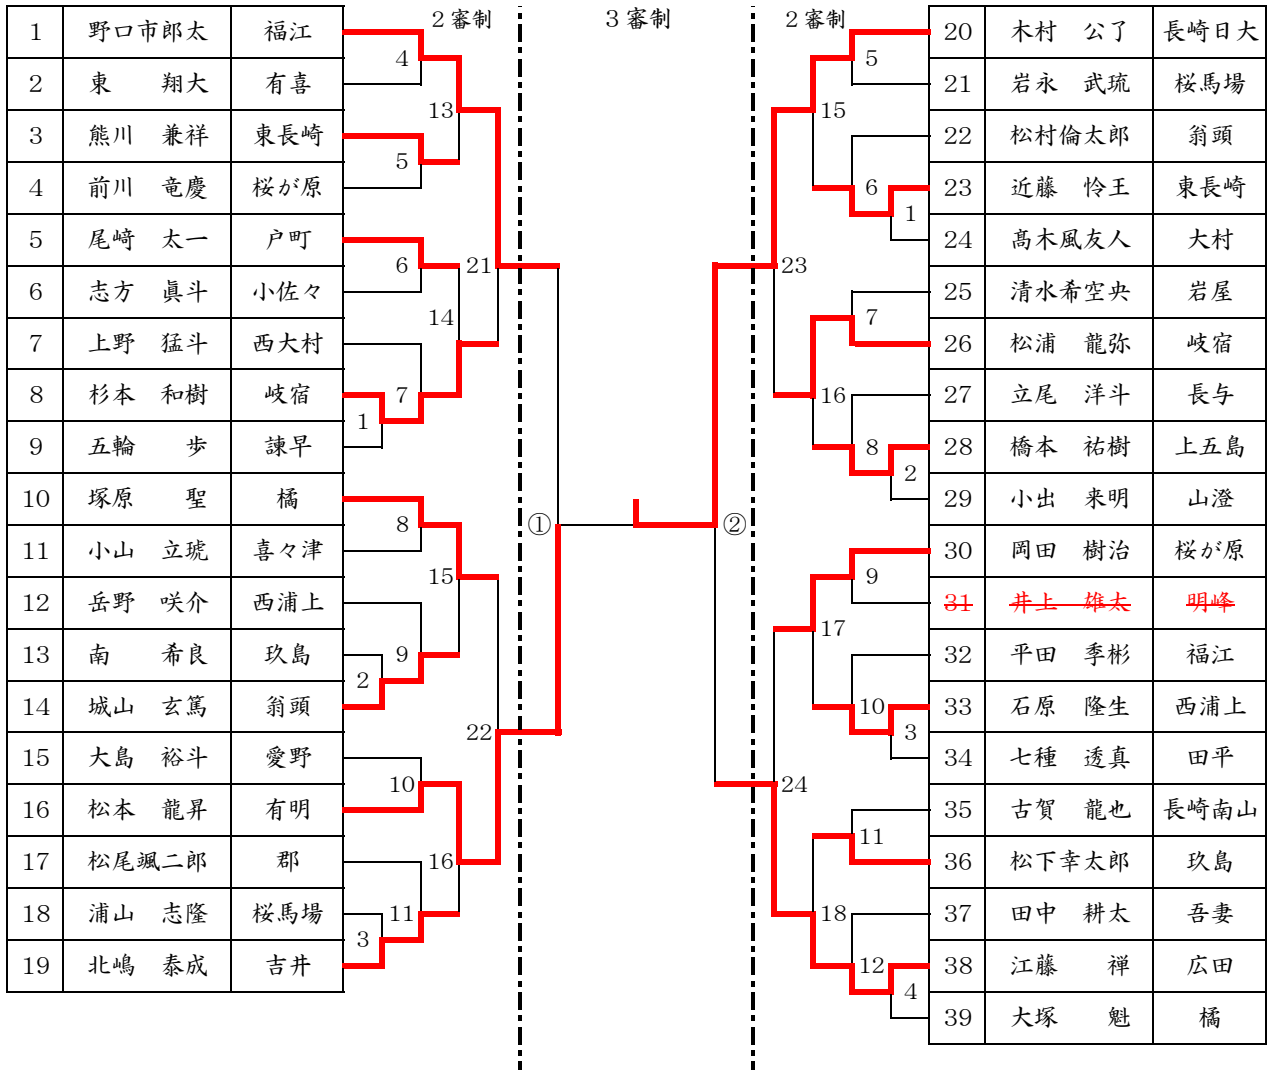 2審制 3審制 2審制
1 野口市郎太 福江
2 東 翔大 有喜
3 熊川 兼祥 東長崎
4 前川 竜慶 桜が原
5 尾﨑 太一 戸町
6 志方 眞斗 小佐々
7 上野 猛斗 西大村
8 杉本 和樹 岐宿
9 五輪 歩 諫早
10 塚原 聖 橘
11 小山 立琥 喜々津
12 岳野 咲介 西浦上
13 南 希良 玖島
14 城山 玄篤 翁頭
15 大島 裕斗 愛野
16 松本 龍昇 有明
17 松尾颯二郎 郡
18 浦山 志隆 桜馬場
19 北嶋 泰成 吉井
4
5
6
7
1
8
9
2
10
11
3
13
14
15
16
21
22
①
②
23
24
15
16
17
18
5
6
1
7
8
2
9
10
3
11
12
4
20 木村 公了 長崎日大
21 岩永 武琉 桜馬場
22 松村倫太郎 翁頭
23 近藤 怜王 東長崎
24 髙木風友人 大村
25 清水希空央 岩屋
26 松浦 龍弥 岐宿
27 立尾 洋斗 長与
28 橋本 祐樹 上五島
29 小出 来明 山澄
30 岡田 樹治 桜が原
31 井上 雄太 明峰
32 平田 季彬 福江
33 石原 隆生 西浦上
34 七種 透真 田平
35 古賀 龍也 長崎南山
36 松下幸太郎 玖島
37 田中 耕太 吾妻
38 江藤 禅 広田
39 大塚 魁 橘